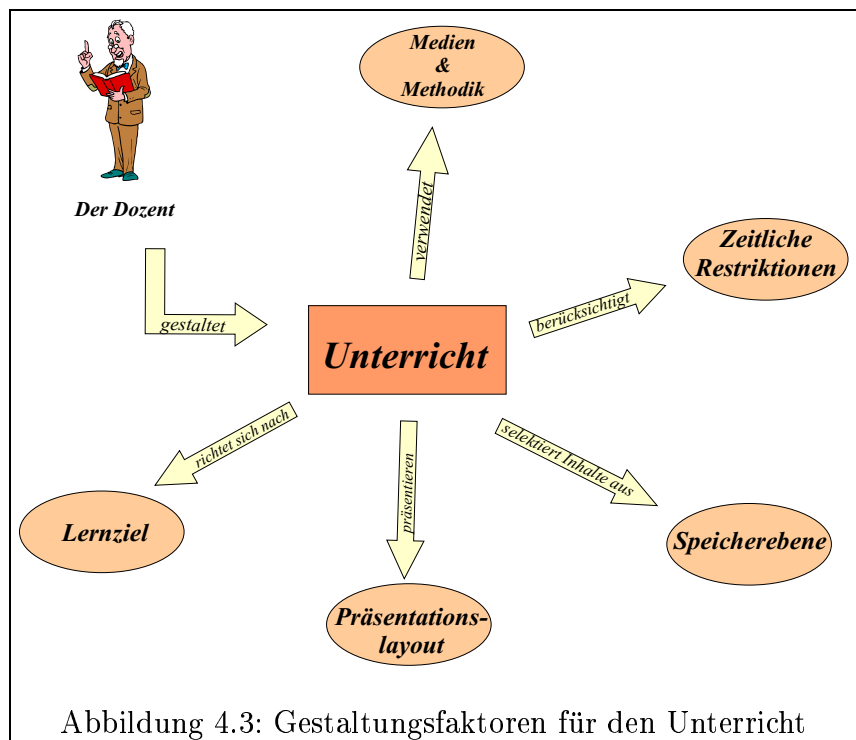 Medien
&
Methodik
Der Dozent
verwendet
Zeitliche
Restriktionen
gestaltet
berücksichtigt
Unterricht
richtet sich nach
präsentieren
selektiert Inhalte aus
Lernziel
Speicherebene
Präsentations-
layout
Abbildung 4.3: Gestaltungsfaktoren für den Unterricht